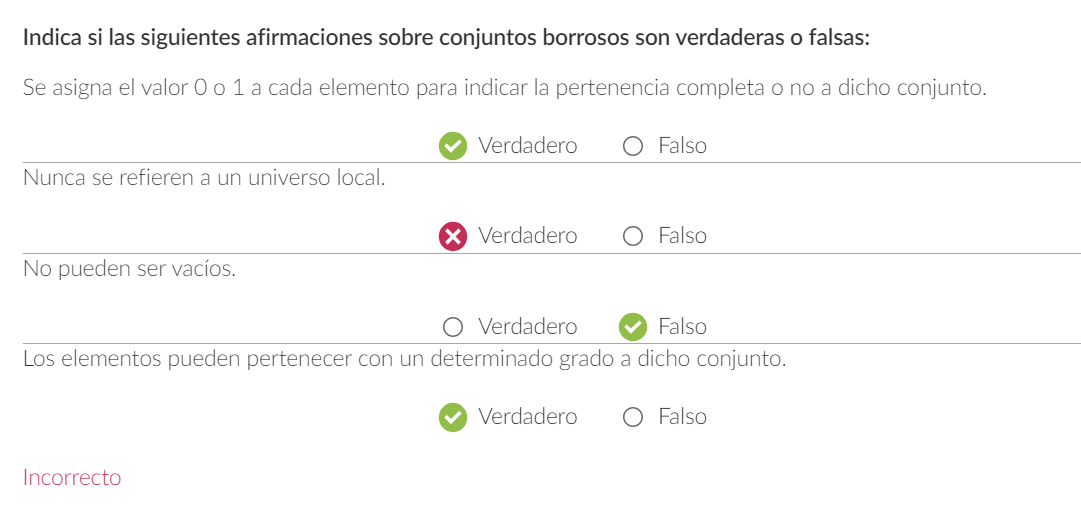 Indica si las siguientes afirmaciones sobre conjuntos borrosos son verdaderas o falsas:
Se asigna el valor 0 o 1 a cada elemento para indicar la pertenencia completa o no a dicho conjunto.
Verdadero Falso
Nunca se refieren a un universo local.
Verdadero Falso
No pueden ser vacíos.
Verdadero Falso
Los elementos pueden pertenecer con un determinado grado a dicho conjunto.
Verdadero Falso
Incorrecto